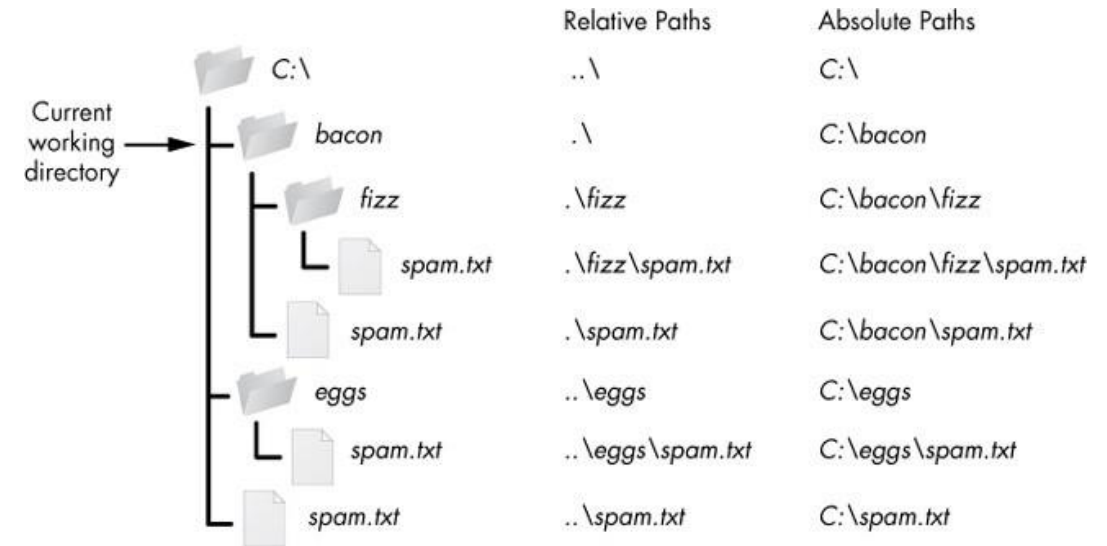 Relative Paths Absolute Paths
C:\ ..\ C:\
Current
working
directory
bacon .\ C:\bacon
fizz .\fizz C:\bacon\fizz
spam.txt .\fizz\spam.txt C:\bacon\fizz\spam.txt
spam.txt .\spam.txt C:\bacon\spam.txt
eggs ..\eggs C:\eggs
spam.txt ..\eggs\spam.txt C:\eggs\spam.txt
spam.txt ..\spam.txt C:\spam.txt